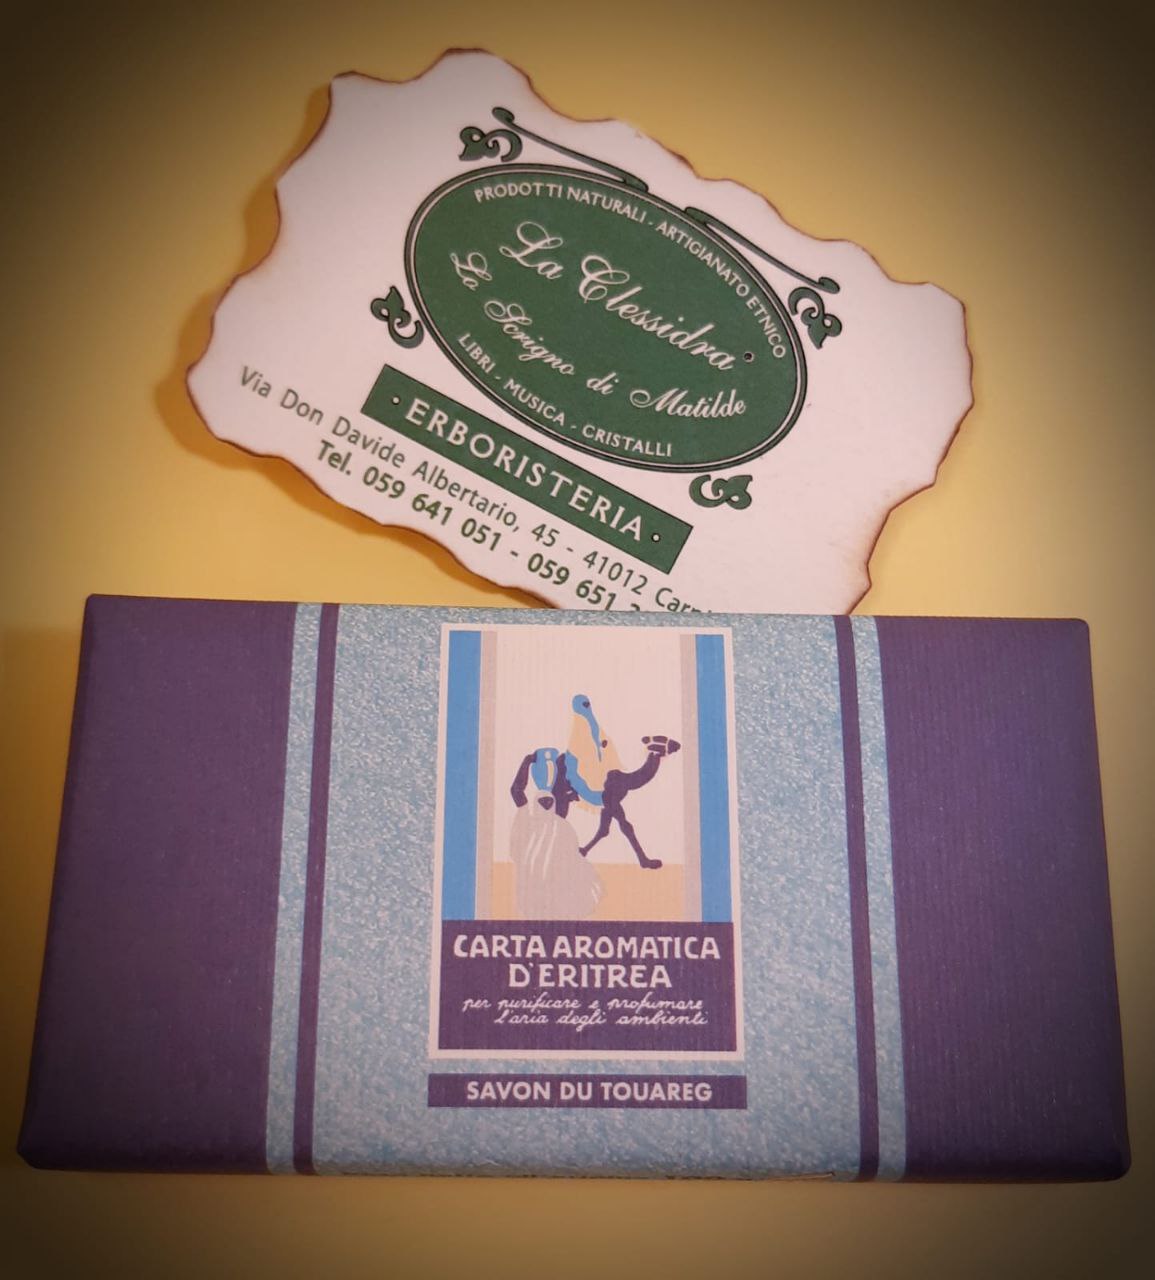 PRODOTTI NATURALI - ARTIGIANATO ETNICO
La Clessidra
Lo Scrigno di Matilde
LIBRI - MUSICA - CRISTALLI
· ERBORISTERIA ·
Via Don Davide Albertario, 45 - 41012
Tel. 059 641 051 - 059 651
CARTA AROMATICA
D'ERITREA
per purificare e profumare
l'aria degli ambienti
SAVON DU TOUAREG